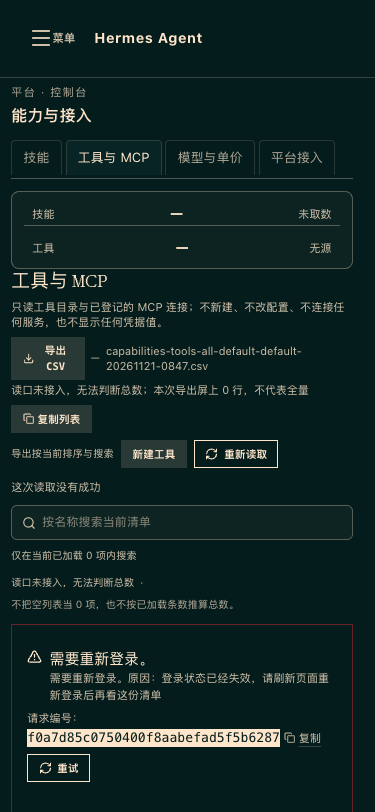 菜单 Hermes Agent
平台 · 控制台
能力与接入
技能 工具与 MCP 模型与单价 平台接入
技能 — 未取数
工具 — 无源
工具与 MCP
只读工具目录与已登记的 MCP 连接；不新建、不改配置、不连接任
何服务，也不显示任何凭据值。
导出 CSV — capabilities-tools-all-default-default-
20261121-0847.csv
读口未接入，无法判断总数；本次导出屏上 0 行，不代表全量
复制列表
导出按当前排序与搜索 新建工具 重新读取
这次读取没有成功
按名称搜索当前清单
仅在当前已加载 0 项内搜索
读口未接入，无法判断总数 ·
不把空列表当 0 项，也不按已加载条数推算总数。
需要重新登录。
需要重新登录。原因：登录状态已经失效，请刷新页面重
新登录后再看这份清单
请求编号：
f0a7d85c0750400f8aabefad5f5b6287 复制
重试